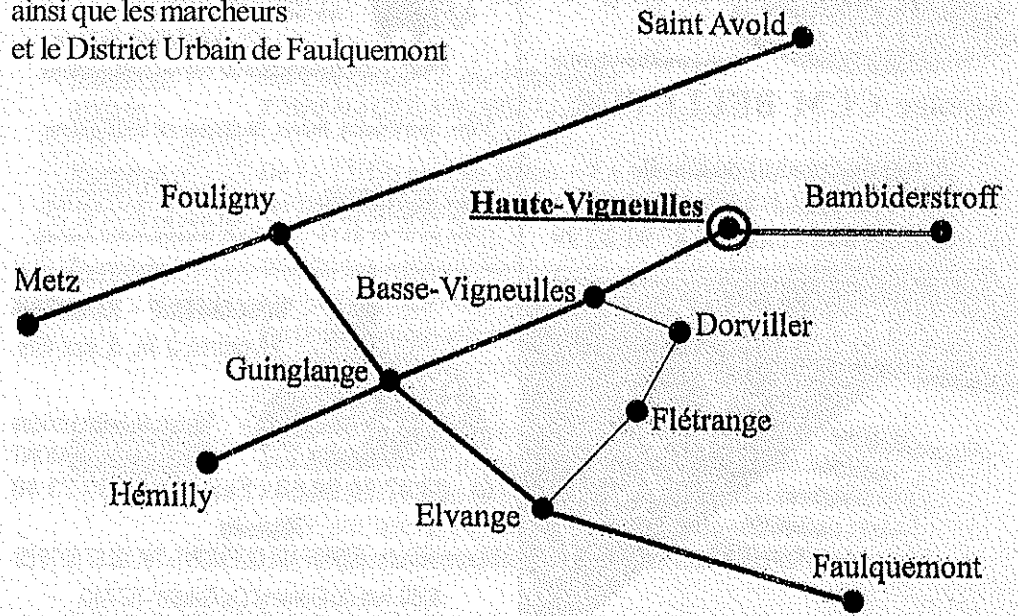 ainsi que les marcheurs
et le District Urbain de Faulquemont
Saint Avold
Fouligny
Haute-Vigneulles
Bambiderstroff
Metz
Basse-Vigneulles
Dorviller
Guinglange
Flétrange
Hémilly
Elvange
Faulquemont